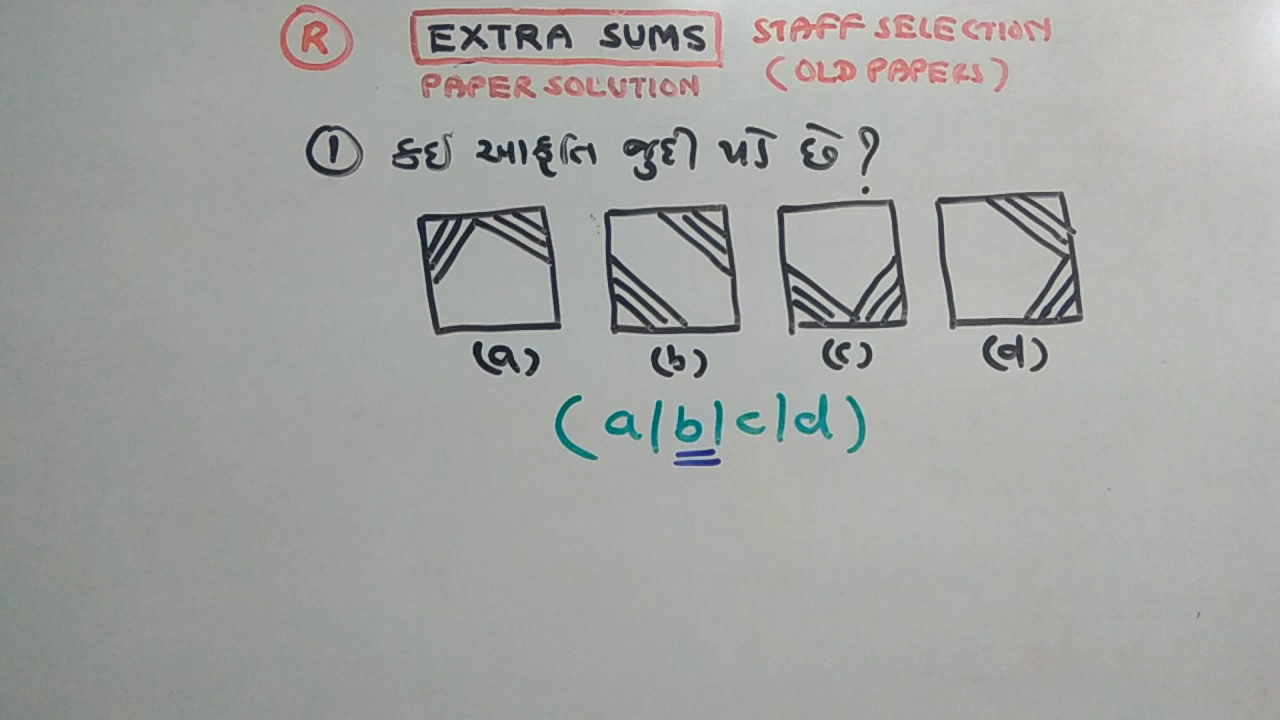 R EXTRA SUMS STAFF SELECTION
PAPER SOLUTION (OLD PAPERS)
① કઇ આકૃતિ જુદી પડે છે?
(a) (b) (c) (d)
(a|b|c|d)